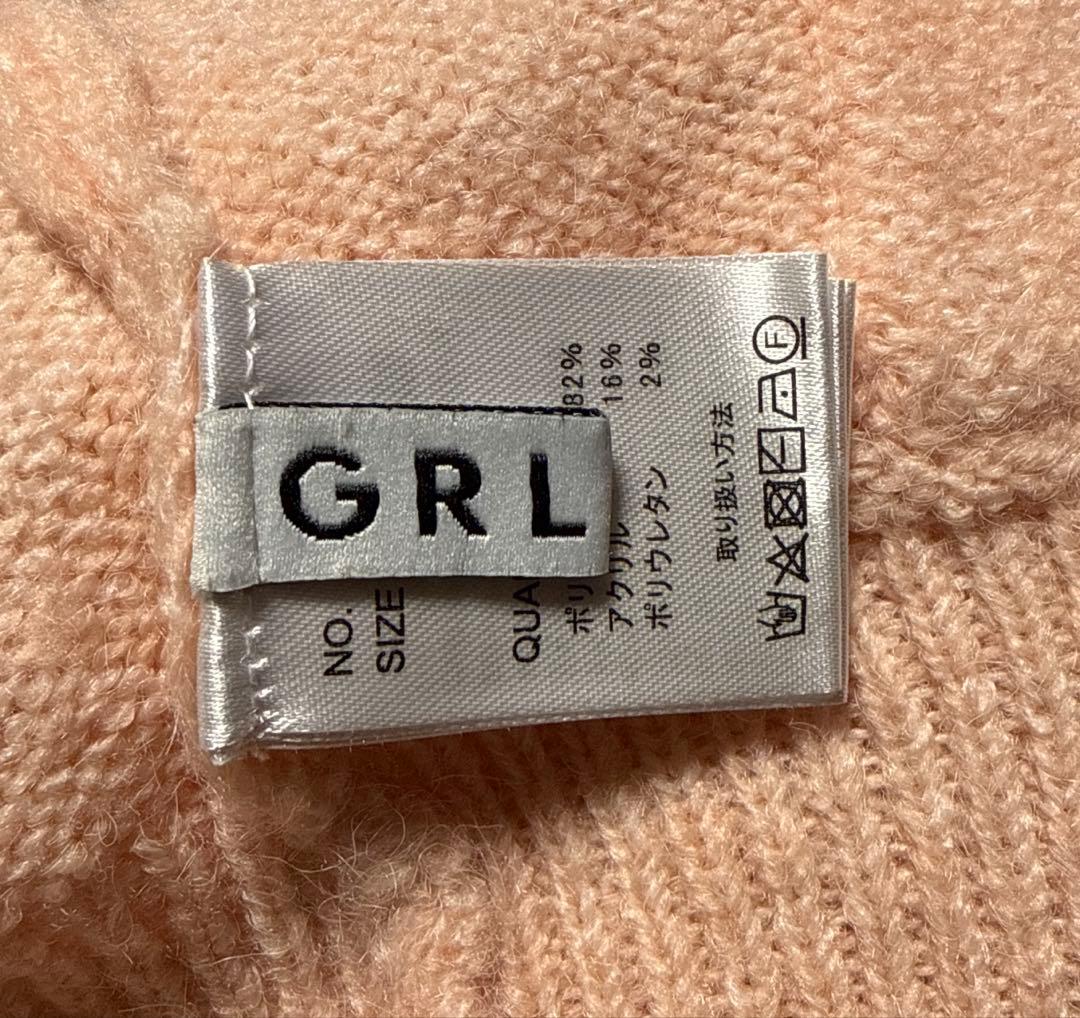 GRL
NO.
SIZE
QUA
ポリ 82%
アクリル 16%
ポリウレタン 2%
取り扱い方法
F